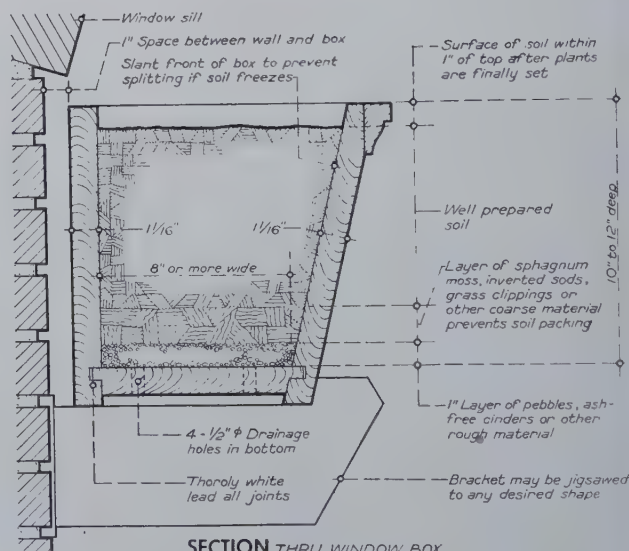 Window sill
1" Space between wall and box
Slant front of box to prevent
splitting if soil freezes
Surface of soil within
1" of top after plants
are finally set
10" to 12" deep
1 1/16"
1 1/16"
8" or more wide
Well prepared
soil
Layer of sphagnum
moss, inverted sods,
grass clippings or
other coarse material
prevents soil packing
1" Layer of pebbles, ash-
free cinders or other
rough material
4 - 1/2" ϕ Drainage
holes in bottom
Thoroly white
lead all joints
Bracket may be jigsawed
to any desired shape
SECTION THRU WINDOW BOX